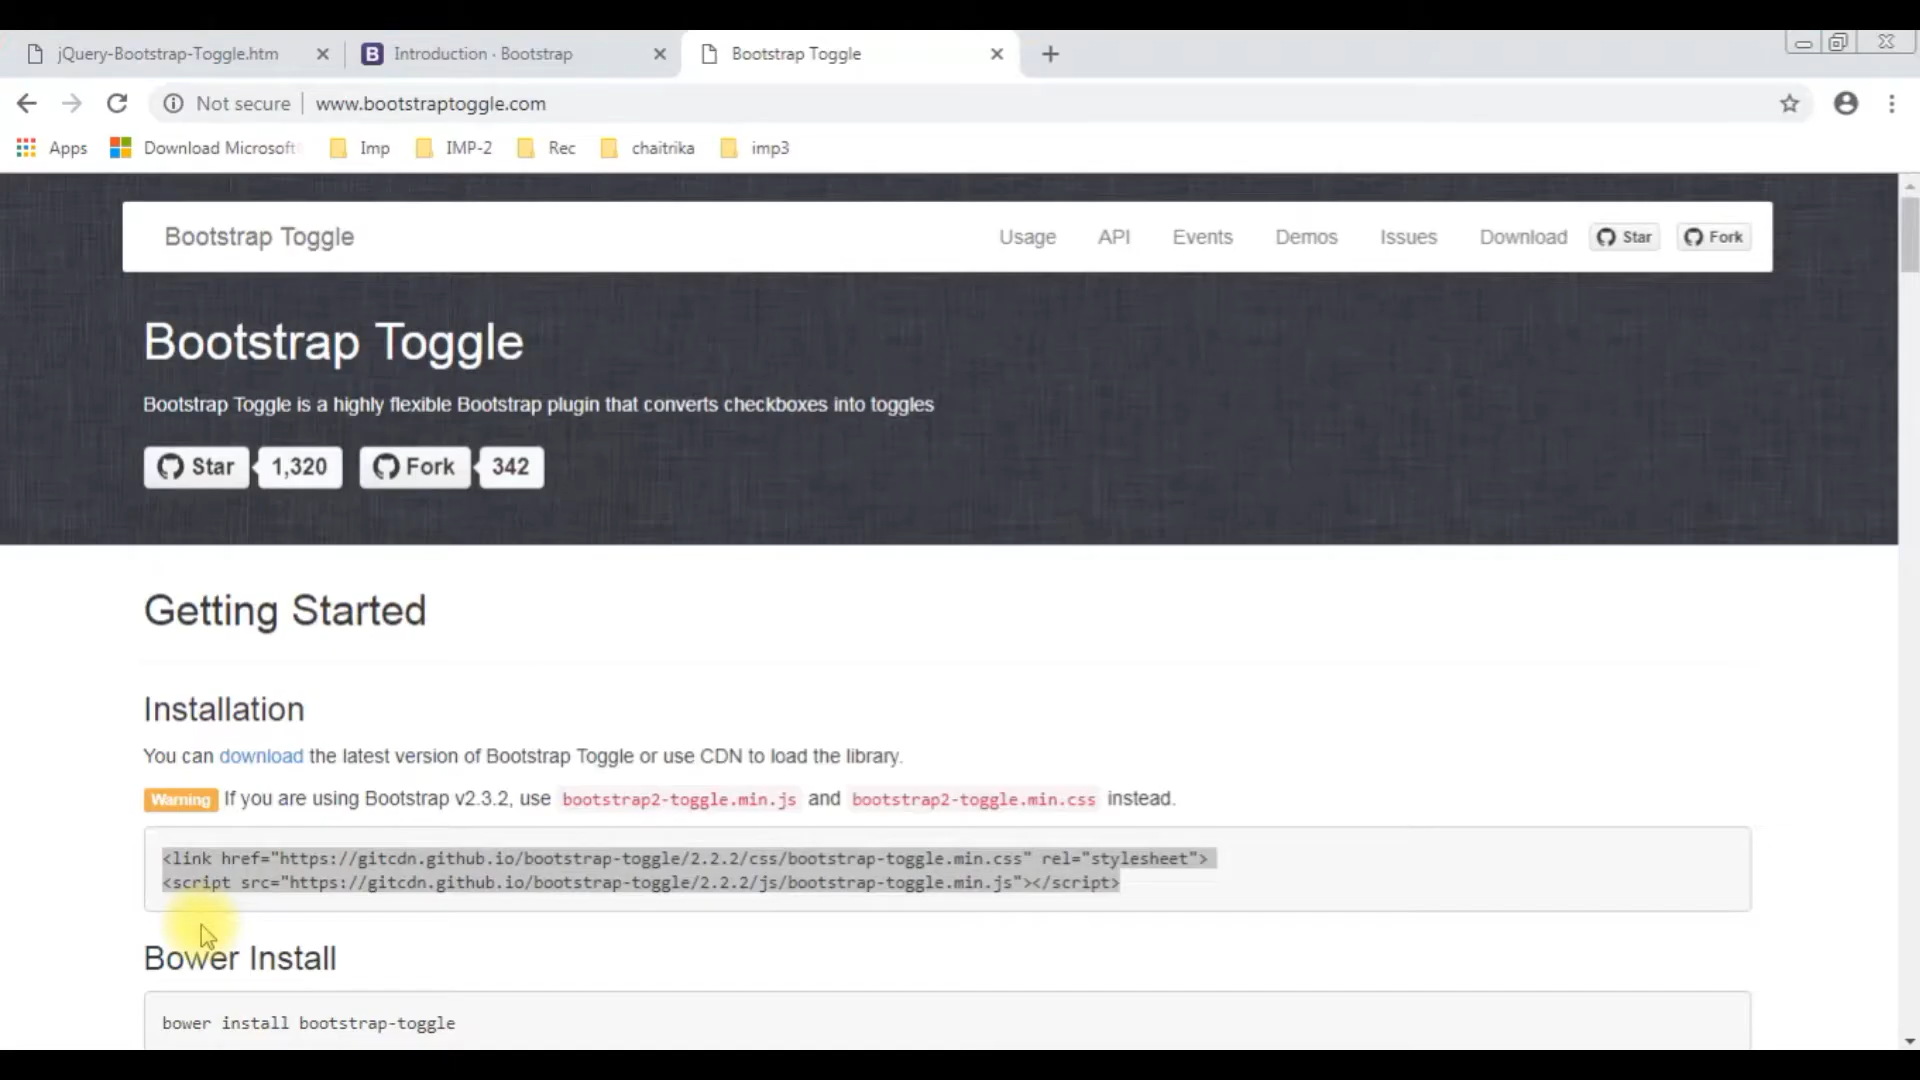 jQuery-Bootstrap-Toggle.htm
Introduction · Bootstrap
Bootstrap Toggle
Not secure www.bootstraptoggle.com
Apps Download Microsoft Imp IMP-2 Rec chaitrika imp3
Bootstrap Toggle Usage API Events Demos Issues Download Star Fork
Bootstrap Toggle
Bootstrap Toggle is a highly flexible Bootstrap plugin that converts checkboxes into toggles
Star 1,320 Fork 342
Getting Started
Installation
You can download the latest version of Bootstrap Toggle or use CDN to load the library.
Warning If you are using Bootstrap v2.3.2, use bootstrap2-toggle.min.js and bootstrap2-toggle.min.css instead.
<link href="https://gitcdn.github.io/bootstrap-toggle/2.2.2/css/bootstrap-toggle.min.css" rel="stylesheet">
<script src="https://gitcdn.github.io/bootstrap-toggle/2.2.2/js/bootstrap-toggle.min.js"></script>
Bower Install
bower install bootstrap-toggle